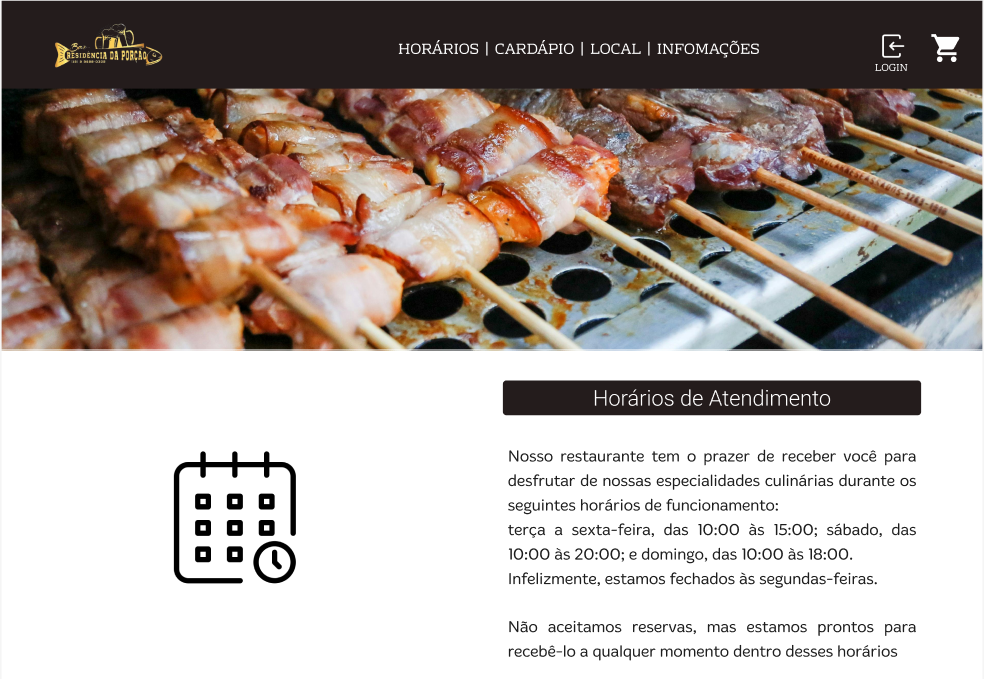 Bar
RESIDÊNCIA DA PORÇÃO
HORÁRIOS | CARDÁPIO | LOCAL | INFOMAÇÕES
LOGIN
Horários de Atendimento
Nosso restaurante tem o prazer de receber você para
desfrutar de nossas especialidades culinárias durante os
seguintes horários de funcionamento:
terça a sexta-feira, das 10:00 às 15:00; sábado, das
10:00 às 20:00; e domingo, das 10:00 às 18:00.
Infelizmente, estamos fechados às segundas-feiras.
Não aceitamos reservas, mas estamos prontos para
recebê-lo a qualquer momento dentro desses horários